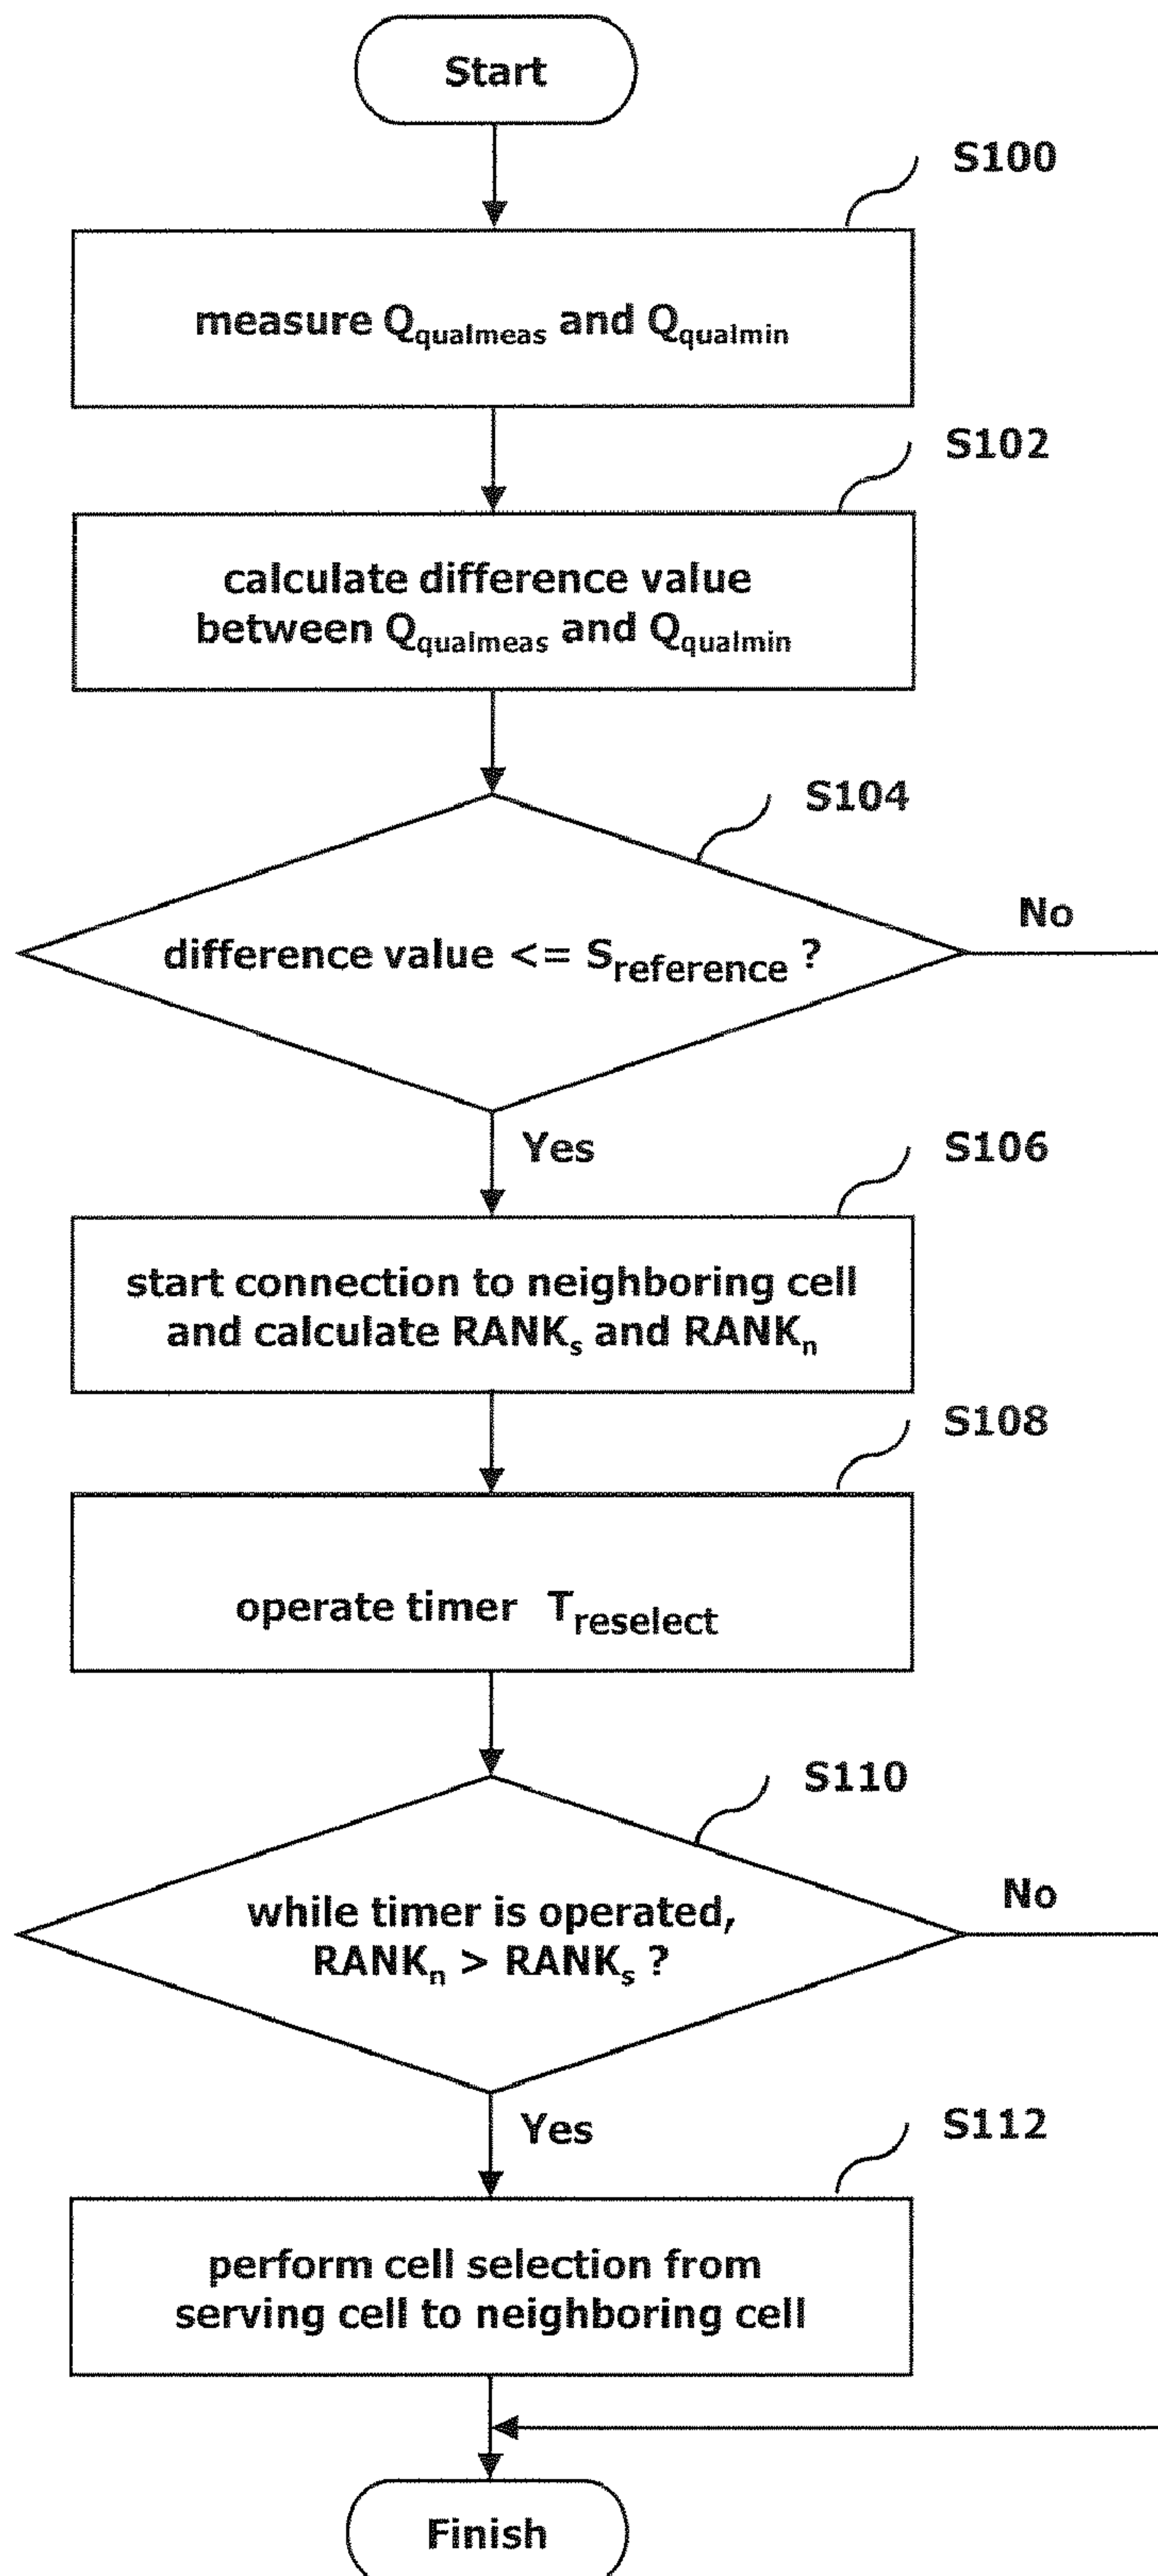 Start
S100
measure Qqualmeas and Qqualmin
S102
calculate difference value
between Qqualmeas and Qqualmin
S104
difference value <= Sreference ?
No
Yes
S106
start connection to neighboring cell
and calculate RANKs and RANKn
S108
operate timer Treselect
S110
while timer is operated,
RANKn > RANKs ?
No
Yes
S112
perform cell selection from
serving cell to neighboring cell
Finish